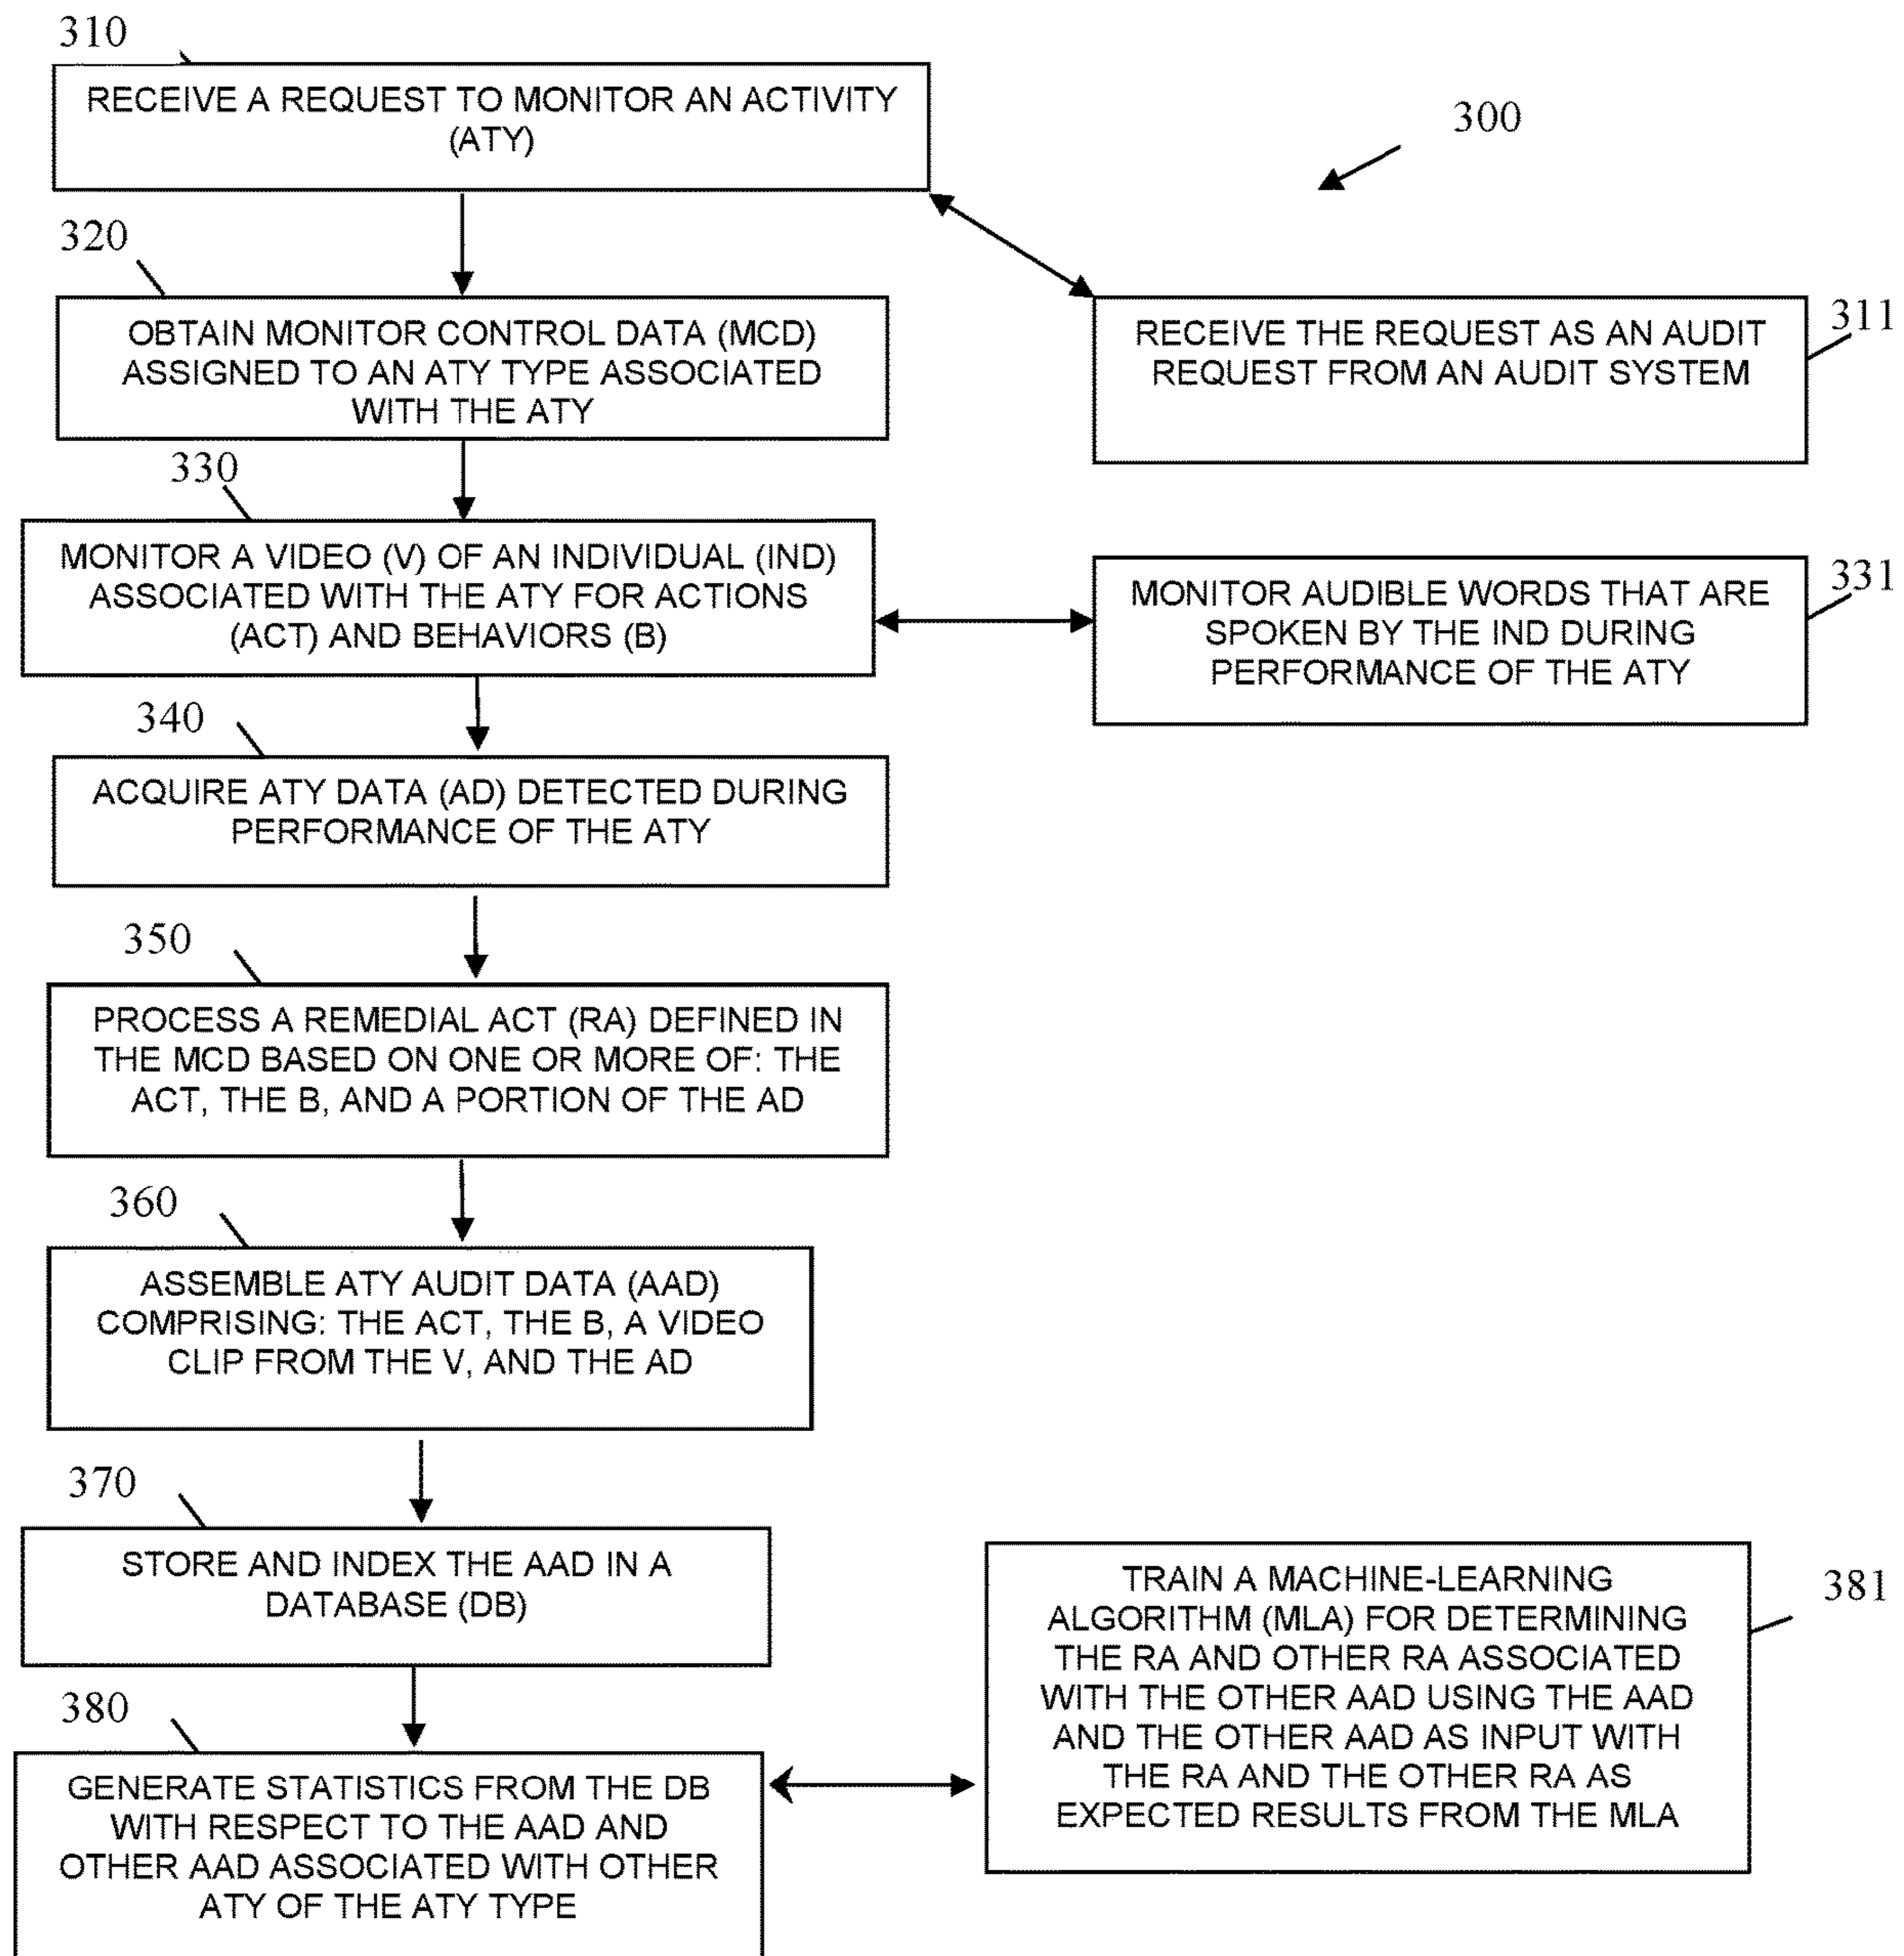 310
RECEIVE A REQUEST TO MONITOR AN ACTIVITY
(ATY)
300
320
OBTAIN MONITOR CONTROL DATA (MCD)
ASSIGNED TO AN ATY TYPE ASSOCIATED
WITH THE ATY
311
RECEIVE THE REQUEST AS AN AUDIT
REQUEST FROM AN AUDIT SYSTEM
330
MONITOR A VIDEO (V) OF AN INDIVIDUAL (IND)
ASSOCIATED WITH THE ATY FOR ACTIONS
(ACT) AND BEHAVIORS (B)
331
MONITOR AUDIBLE WORDS THAT ARE
SPOKEN BY THE IND DURING
PERFORMANCE OF THE ATY
340
ACQUIRE ATY DATA (AD) DETECTED DURING
PERFORMANCE OF THE ATY
350
PROCESS A REMEDIAL ACT (RA) DEFINED IN
THE MCD BASED ON ONE OR MORE OF: THE
ACT, THE B, AND A PORTION OF THE AD
360
ASSEMBLE ATY AUDIT DATA (AAD)
COMPRISING: THE ACT, THE B, A VIDEO
CLIP FROM THE V, AND THE AD
370
STORE AND INDEX THE AAD IN A
DATABASE (DB)
380
GENERATE STATISTICS FROM THE DB
WITH RESPECT TO THE AAD AND
OTHER AAD ASSOCIATED WITH OTHER
ATY OF THE ATY TYPE
381
TRAIN A MACHINE-LEARNING
ALGORITHM (MLA) FOR DETERMINING
THE RA AND OTHER RA ASSOCIATED
WITH THE OTHER AAD USING THE AAD
AND THE OTHER AAD AS INPUT WITH
THE RA AND THE OTHER RA AS
EXPECTED RESULTS FROM THE MLA